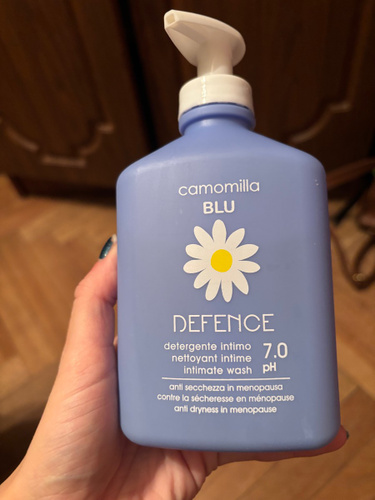 camomilla
BLU
DEFENCE
detergente intimo
nettoyant intime
intimate wash
7.0
pH
anti secchezza in menopausa
contre la sécheresse en ménopause
anti dryness in menopause